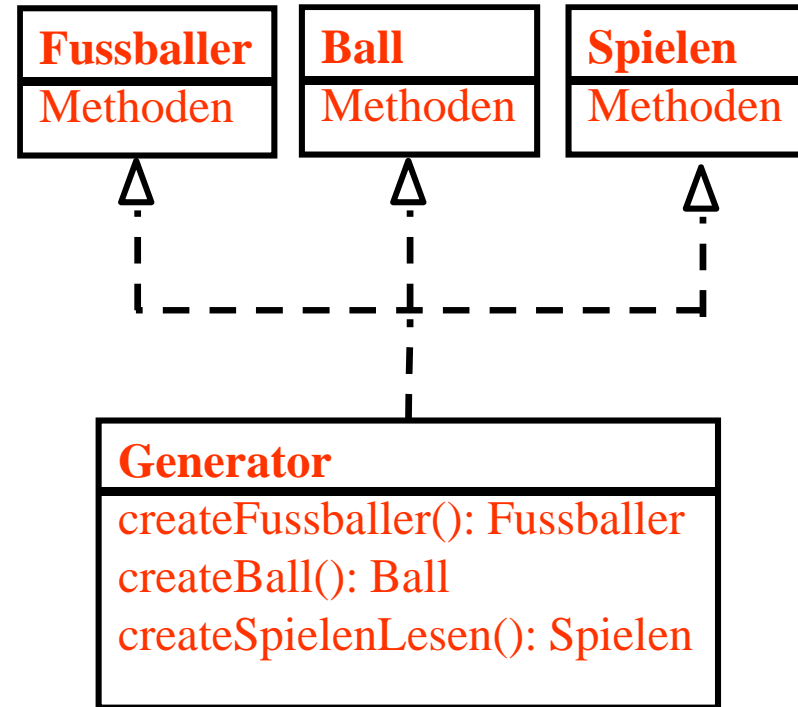 Fussballer
Methoden
Ball
Methoden
Spielen
Methoden
Generator
createFussballer(): Fussballer
createBall(): Ball
createSpielenLesen(): Spielen